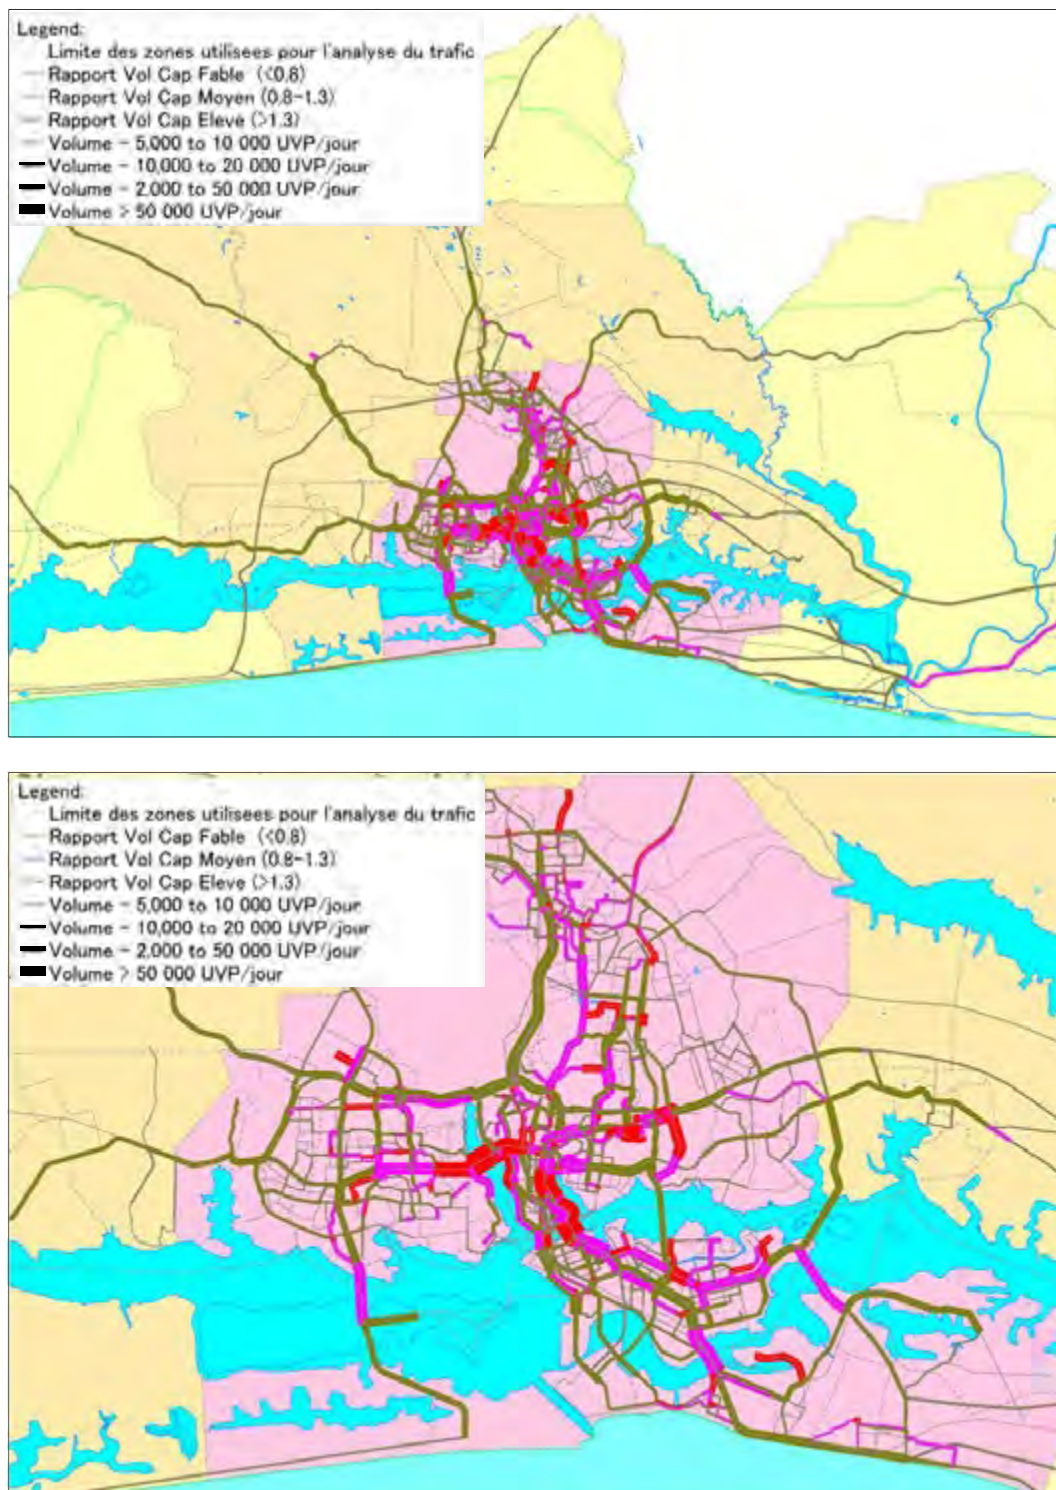 Legend:
Limite des zones utilisees pour l'analyse du trafic
Rapport Vol Cap Fable (<0.8)
Rapport Vol Cap Moyen (0.8-1.3)
Rapport Vol Cap Eleve (>1.3)
Volume - 5,000 to 10 000 UVP/jour
Volume - 10,000 to 20 000 UVP/jour
Volume - 2,000 to 50 000 UVP/jour
Volume > 50 000 UVP/jour
Legend:
Limite des zones utilisees pour l'analyse du trafic
Rapport Vol Cap Fable (<0.8)
Rapport Vol Cap Moyen (0.8-1.3)
Rapport Vol Cap Eleve (>1.3)
Volume - 5,000 to 10 000 UVP/jour
Volume - 10,000 to 20 000 UVP/jour
Volume - 2,000 to 50 000 UVP/jour
Volume > 50 000 UVP/jour